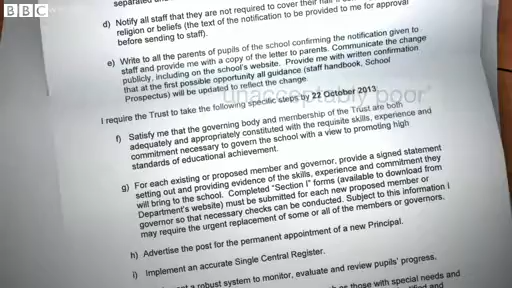 BBC
separated
d) Notify all staff that they are not required to cover their
religion or beliefs (the text of the notification to be provided to me for approval
before sending to staff).
e) Write to all the parents of pupils of the school confirming the notification given to
staff and provide me with a copy of the letter to parents. Communicate the change
publicly, including on the school's website. Provide me with written confirmation
that at the first possible opportunity all guidance (staff handbook, School
Prospectus) will be updated to reflect the change.
unacceptably poor
I require the Trust to take the following specific steps by 22 October 2013
f) Satisfy me that the governing body and membership of the Trust are both
adequately and appropriately constituted with the requisite skills, experience and
commitment necessary to govern the school with a view to promoting high
standards of educational achievement.
g) For each existing or proposed member and governor, provide a signed statement
setting out and providing evidence of the skills, experience and commitment they
will bring to the school. Completed "Section I" forms (available to download from
Department's website) must be submitted for each new proposed member or
governor so that necessary checks can be conducted. Subject to this information I
may require the urgent replacement of some or all of the members or governors.
h) Advertise the post for the permanent appointment of a new Principal.
i) Implement an accurate Single Central Register.
a robust system to monitor, evaluate and review pupils' progress,
as those with special needs and